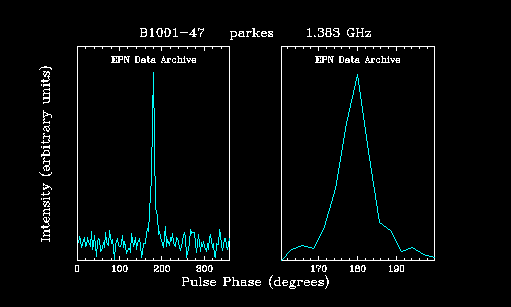 B1001-47 parkes 1.383 GHz
EPN Data Archive EPN Data Archive
Intensity (arbitrary units)
0 100 200 300 170 180 190
Pulse Phase (degrees)